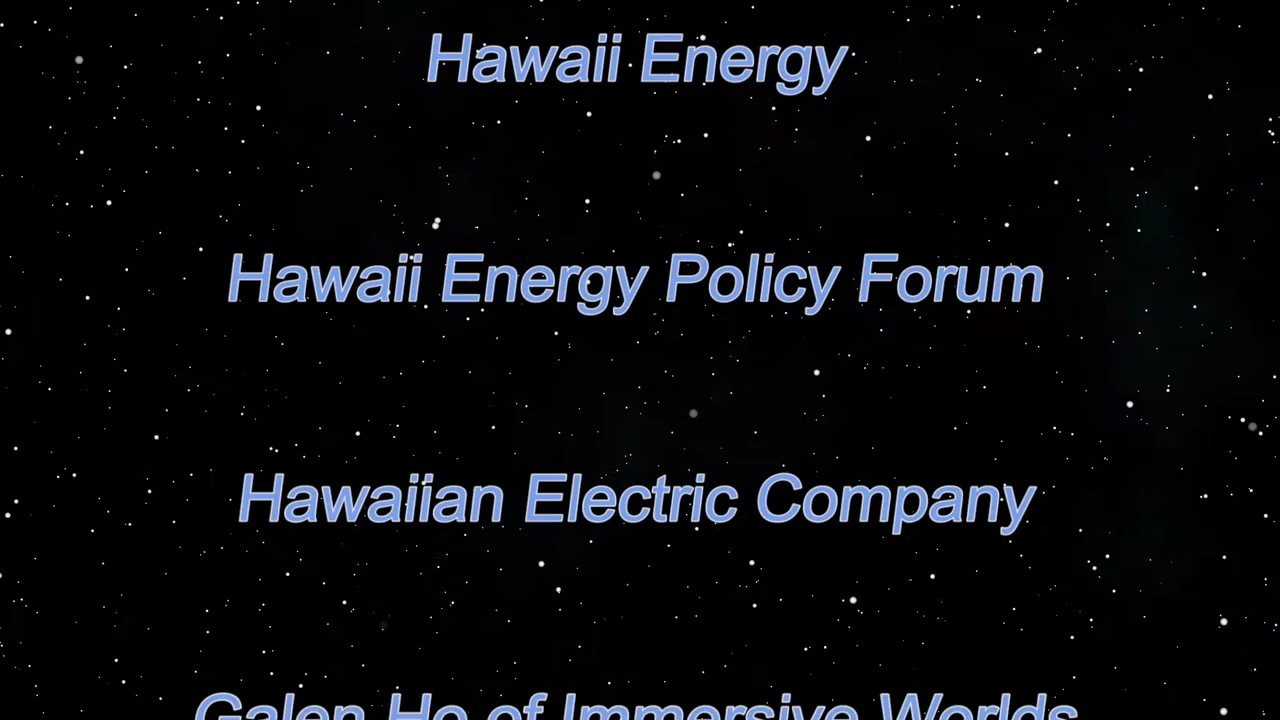 Hawaii Energy
Hawaii Energy Policy Forum
Hawaiian Electric Company
Galen Ho of Immersive Worlds